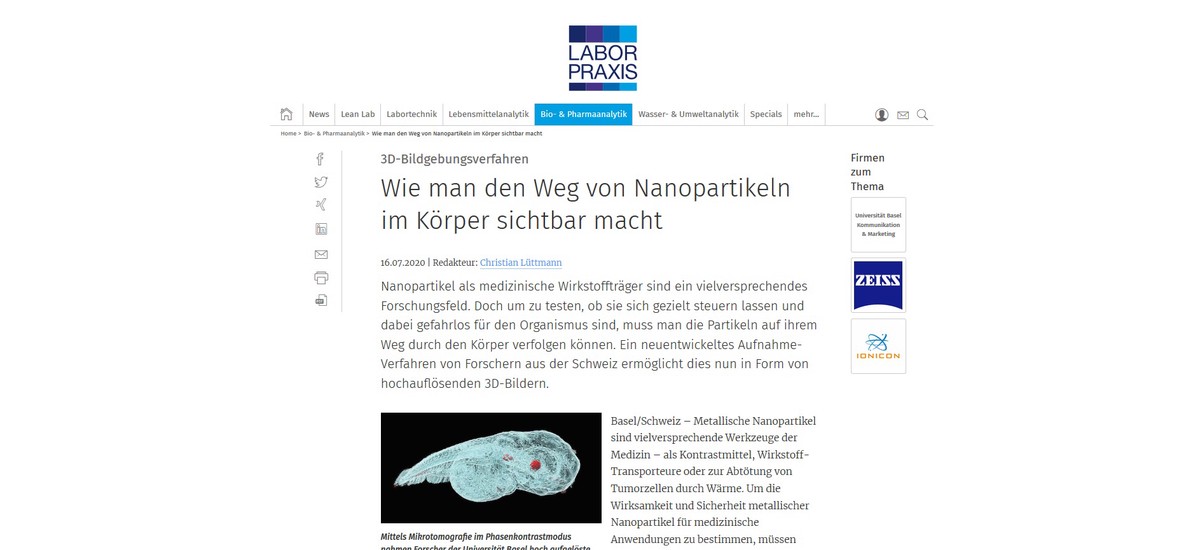 LABOR
PRAXIS
News Lean Lab Labortechnik Lebensmittelanalytik Bio- & Pharmaanalytik Wasser- & Umweltanalytik Specials mehr...
Home > Bio- & Pharmaanalytik > Wie man den Weg von Nanopartikeln im Körper sichtbar macht
3D-Bildgebungsverfahren
Wie man den Weg von Nanopartikeln
im Körper sichtbar macht
16.07.2020 | Redakteur: Christian Lüttmann
Nanopartikel als medizinische Wirkstoffträger sind ein vielversprechendes
Forschungsfeld. Doch um zu testen, ob sie sich gezielt steuern lassen und
dabei gefahrlos für den Organismus sind, muss man die Partikeln auf ihrem
Weg durch den Körper verfolgen können. Ein neuentwickeltes Aufnahme-
Verfahren von Forschern aus der Schweiz ermöglicht dies nun in Form von
hochauflösenden 3D-Bildern.
Mittels Mikrotomografie im Phasenkontrastmodus
nahmen Forscher der Universität Basel hoch aufgelöste
Basel/Schweiz – Metallische Nanopartikel
sind vielversprechende Werkzeuge der
Medizin – als Kontrastmittel, Wirkstoff-
Transporteure oder zur Abtötung von
Tumorzellen durch Wärme. Um die
Wirksamkeit und Sicherheit metallischer
Nanopartikel für medizinische
Anwendungen zu bestimmen, müssen
Firmen
zum
Thema
Universität Basel
Kommunikation
& Marketing
ZEISS
IONICON